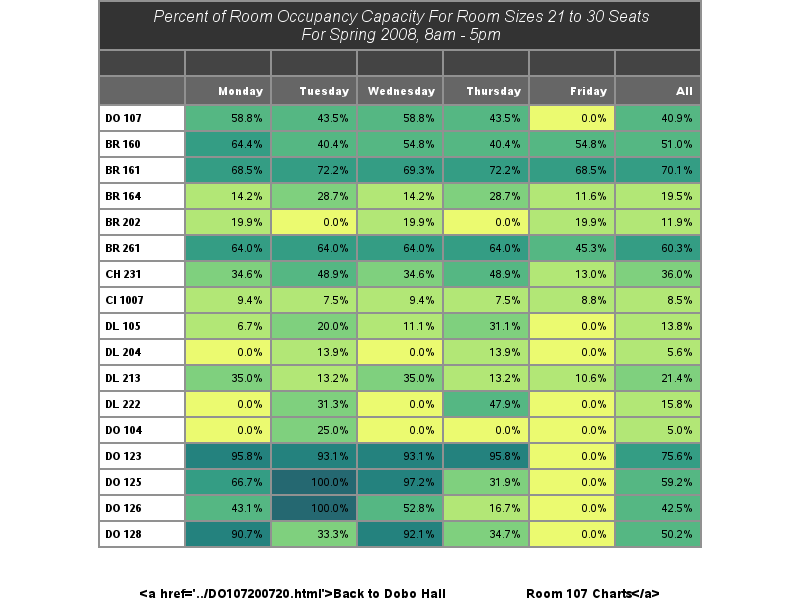 Percent of Room Occupancy Capacity For Room Sizes 21 to 30 Seats
For Spring 2008, 8am - 5pm
Monday Tuesday Wednesday Thursday Friday All
DO 107 58.8% 43.5% 58.8% 43.5% 0.0% 40.9%
BR 160 64.4% 40.4% 54.8% 40.4% 54.8% 51.0%
BR 161 68.5% 72.2% 69.3% 72.2% 68.5% 70.1%
BR 164 14.2% 28.7% 14.2% 28.7% 11.6% 19.5%
BR 202 19.9% 0.0% 19.9% 0.0% 19.9% 11.9%
BR 261 64.0% 64.0% 64.0% 64.0% 45.3% 60.3%
CH 231 34.6% 48.9% 34.6% 48.9% 13.0% 36.0%
CI 1007 9.4% 7.5% 9.4% 7.5% 8.8% 8.5%
DL 105 6.7% 20.0% 11.1% 31.1% 0.0% 13.8%
DL 204 0.0% 13.9% 0.0% 13.9% 0.0% 5.6%
DL 213 35.0% 13.2% 35.0% 13.2% 10.6% 21.4%
DL 222 0.0% 31.3% 0.0% 47.9% 0.0% 15.8%
DO 104 0.0% 25.0% 0.0% 0.0% 0.0% 5.0%
DO 123 95.8% 93.1% 93.1% 95.8% 0.0% 75.6%
DO 125 66.7% 100.0% 97.2% 31.9% 0.0% 59.2%
DO 126 43.1% 100.0% 52.8% 16.7% 0.0% 42.5%
DO 128 90.7% 33.3% 92.1% 34.7% 0.0% 50.2%
<a href='../DO107200720.html'>Back to Dobo Hall Room 107 Charts</a>